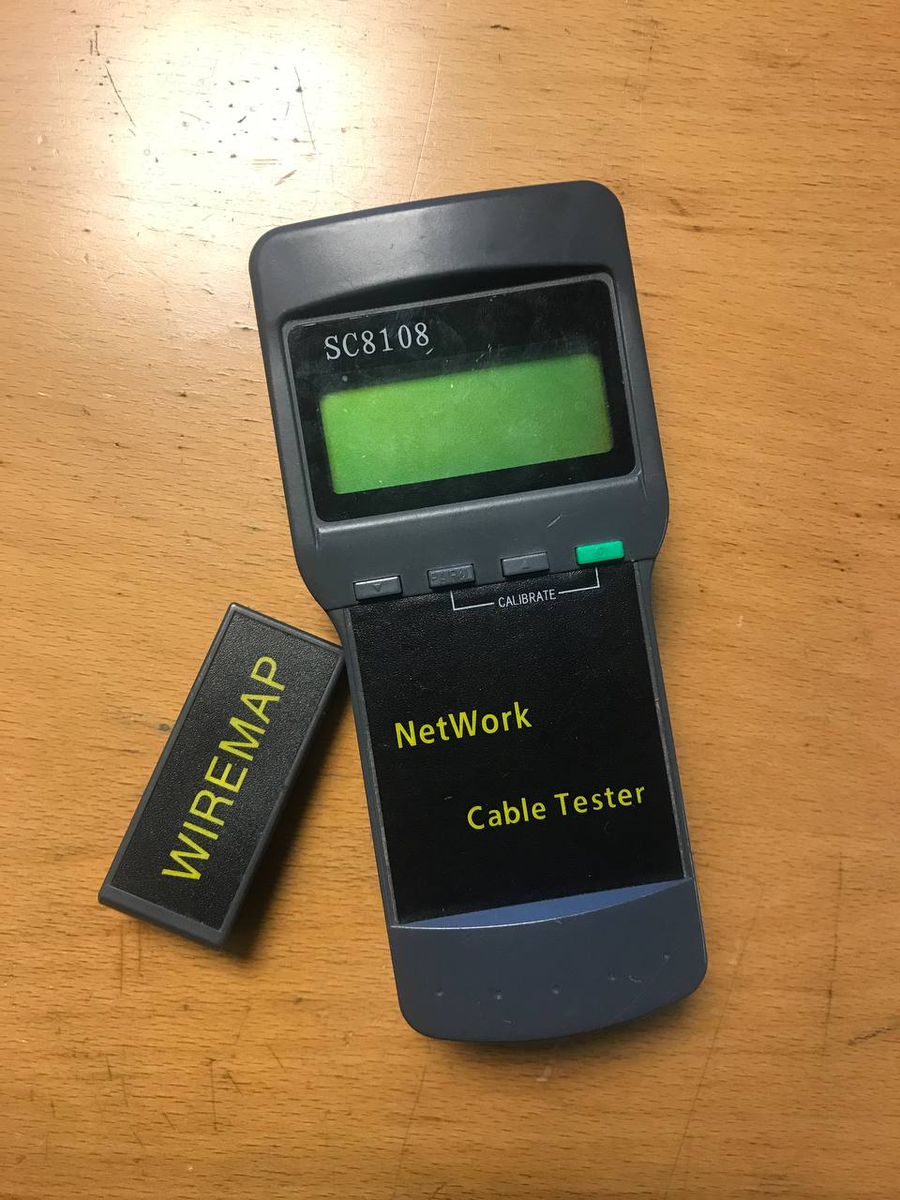 SC8108
CALIBRATE
NetWork
Cable Tester
WIREMAP